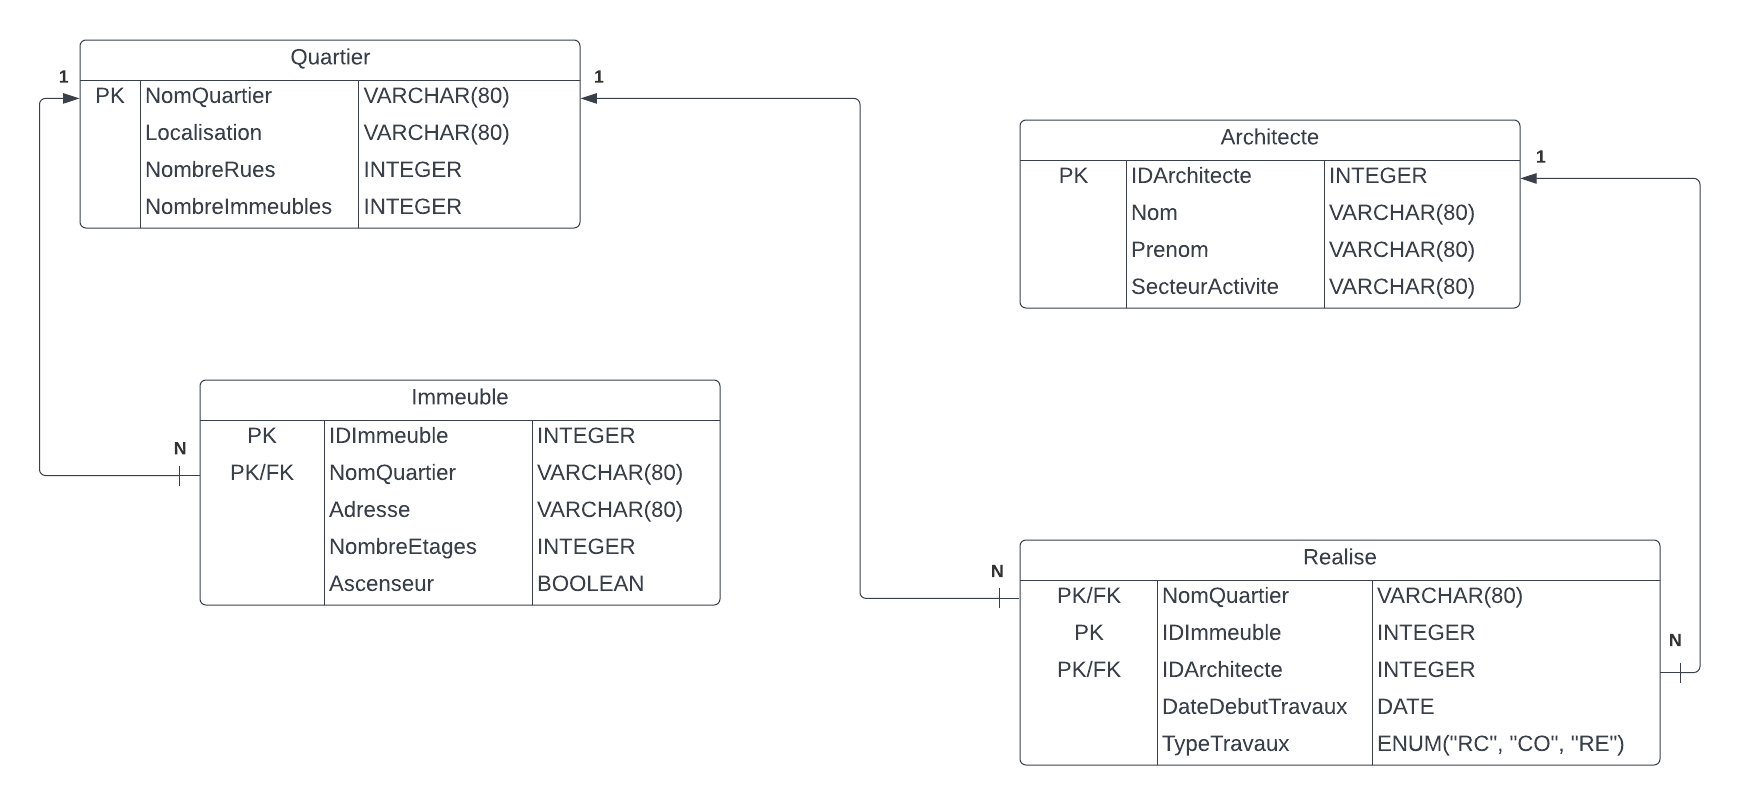 Quartier
1
PK NomQuartier VARCHAR(80)
Localisation VARCHAR(80)
NombreRues INTEGER
NombreImmeubles INTEGER
1
Architecte
PK IDArchitecte INTEGER
Nom VARCHAR(80)
Prenom VARCHAR(80)
SecteurActivite VARCHAR(80)
1
Immeuble
PK IDImmeuble INTEGER
N
PK/FK NomQuartier VARCHAR(80)
Adresse VARCHAR(80)
NombreEtages INTEGER
Ascenseur BOOLEAN
Realise
N
PK/FK NomQuartier VARCHAR(80)
PK IDImmeuble INTEGER
N
PK/FK IDArchitecte INTEGER
DateDebutTravaux DATE
TypeTravaux ENUM("RC", "CO", "RE")